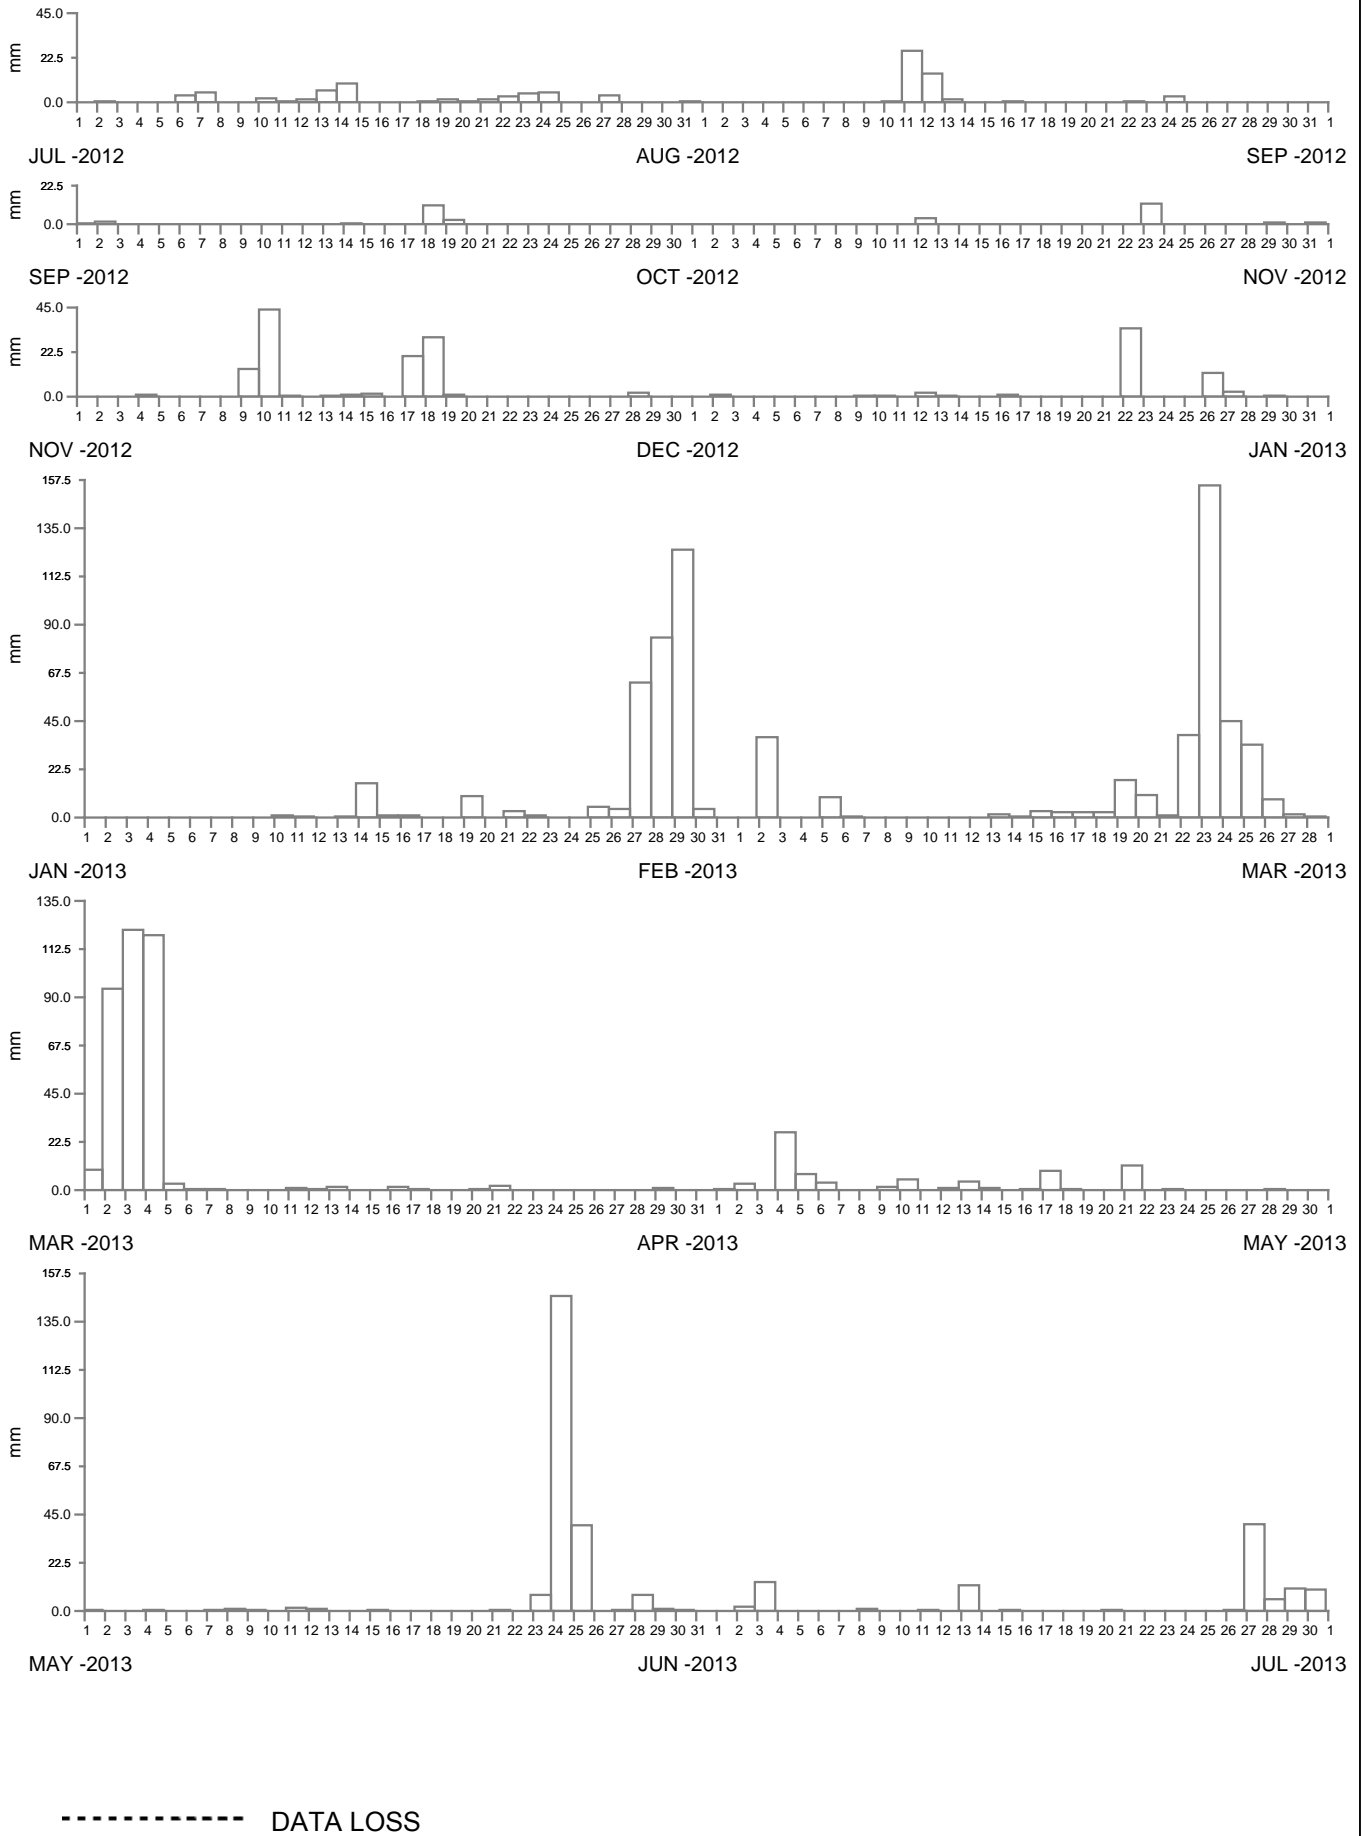 45.0
22.5
0.0
mm
1 2 3 4 5 6 7 8 9 10 11 12 13 14 15 16 17 18 19 20 21 22 23 24 25 26 27 28 29 30 31 1 2 3 4 5 6 7 8 9 10 11 12 13 14 15 16 17 18 19 20 21 22 23 24 25 26 27 28 29 30 31 1
JUL -2012 AUG -2012 SEP -2012
22.5
0.0
mm
1 2 3 4 5 6 7 8 9 10 11 12 13 14 15 16 17 18 19 20 21 22 23 24 25 26 27 28 29 30 1 2 3 4 5 6 7 8 9 10 11 12 13 14 15 16 17 18 19 20 21 22 23 24 25 26 27 28 29 30 31 1
SEP -2012 OCT -2012 NOV -2012
45.0
22.5
0.0
mm
1 2 3 4 5 6 7 8 9 10 11 12 13 14 15 16 17 18 19 20 21 22 23 24 25 26 27 28 29 30 1 2 3 4 5 6 7 8 9 10 11 12 13 14 15 16 17 18 19 20 21 22 23 24 25 26 27 28 29 30 31 1
NOV -2012 DEC -2012 JAN -2013
157.5
135.0
112.5
90.0
67.5
45.0
22.5
0.0
mm
1 2 3 4 5 6 7 8 9 10 11 12 13 14 15 16 17 18 19 20 21 22 23 24 25 26 27 28 29 30 31 1 2 3 4 5 6 7 8 9 10 11 12 13 14 15 16 17 18 19 20 21 22 23 24 25 26 27 28 1
JAN -2013 FEB -2013 MAR -2013
135.0
112.5
90.0
67.5
45.0
22.5
0.0
mm
1 2 3 4 5 6 7 8 9 10 11 12 13 14 15 16 17 18 19 20 21 22 23 24 25 26 27 28 29 30 31 1 2 3 4 5 6 7 8 9 10 11 12 13 14 15 16 17 18 19 20 21 22 23 24 25 26 27 28 29 30 1
MAR -2013 APR -2013 MAY -2013
157.5
135.0
112.5
90.0
67.5
45.0
22.5
0.0
mm
1 2 3 4 5 6 7 8 9 10 11 12 13 14 15 16 17 18 19 20 21 22 23 24 25 26 27 28 29 30 31 1 2 3 4 5 6 7 8 9 10 11 12 13 14 15 16 17 18 19 20 21 22 23 24 25 26 27 28 29 30 1
MAY -2013 JUN -2013 JUL -2013
DATA LOSS